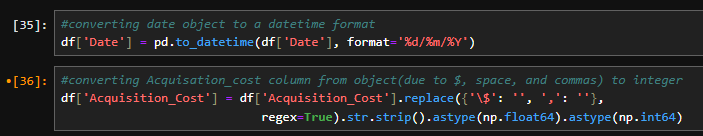 [35]: #converting date object to a datetime format
df['Date'] = pd.to_datetime(df['Date'], format='%d/%m/%Y')
•[36]: #converting Acquisation_cost column from object(due to $, space, and commas) to integer
df['Acquisition_Cost'] = df['Acquisition_Cost'].replace({'\$': '', ',': ''},
regex=True).str.strip().astype(np.float64).astype(np.int64)